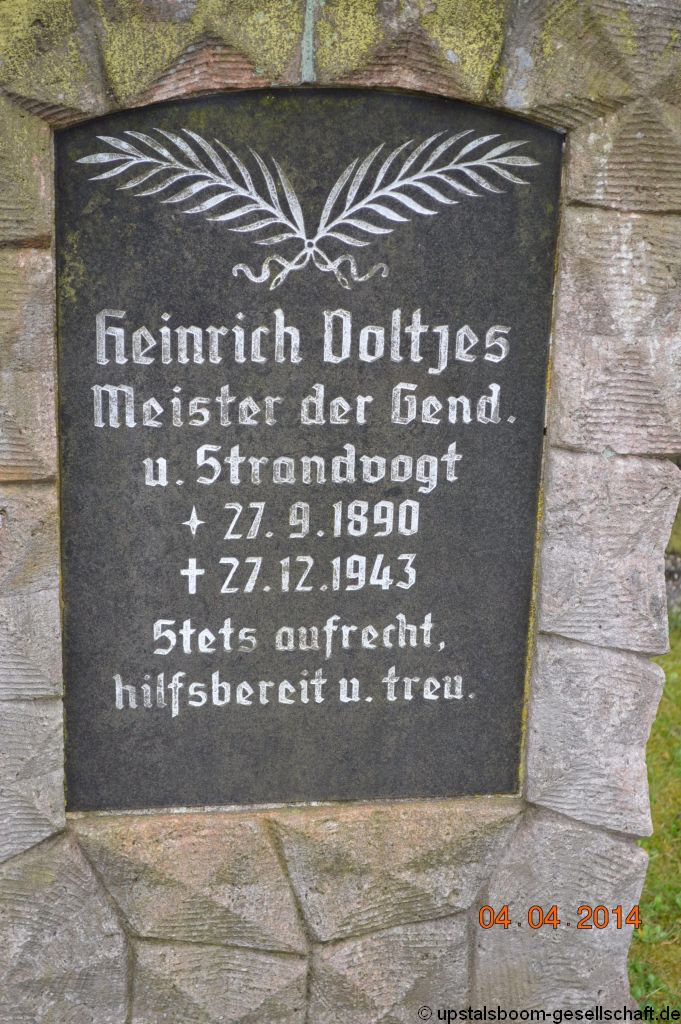 Heinrich Doltjes
Meister der Gend.
u. Strandvogt
✦ 27. 9. 1890
✝ 27.12.1943
Stets aufrecht,
hilfsbereit u. treu.
04.04.2014
© upstalsboom-gesellschaft.de